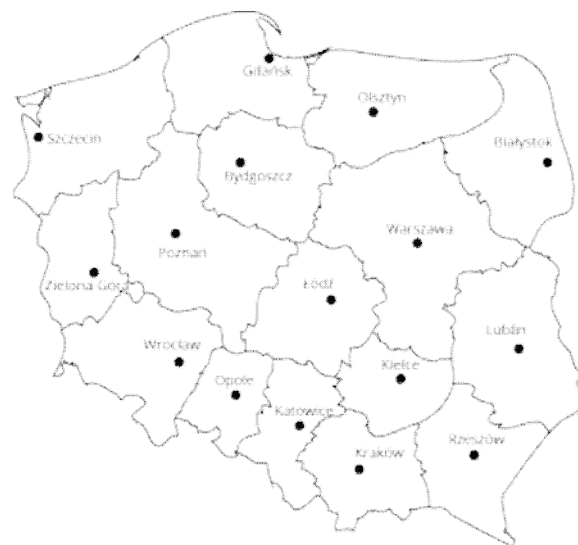 Gdańsk
Olsztyn
Szczecin
Białystok
Bydgoszcz
Warszawa
Poznań
Zielona Góra
Łódź
Wrocław
Lublin
Kielce
Opole
Katowice
Rzeszów
Kraków